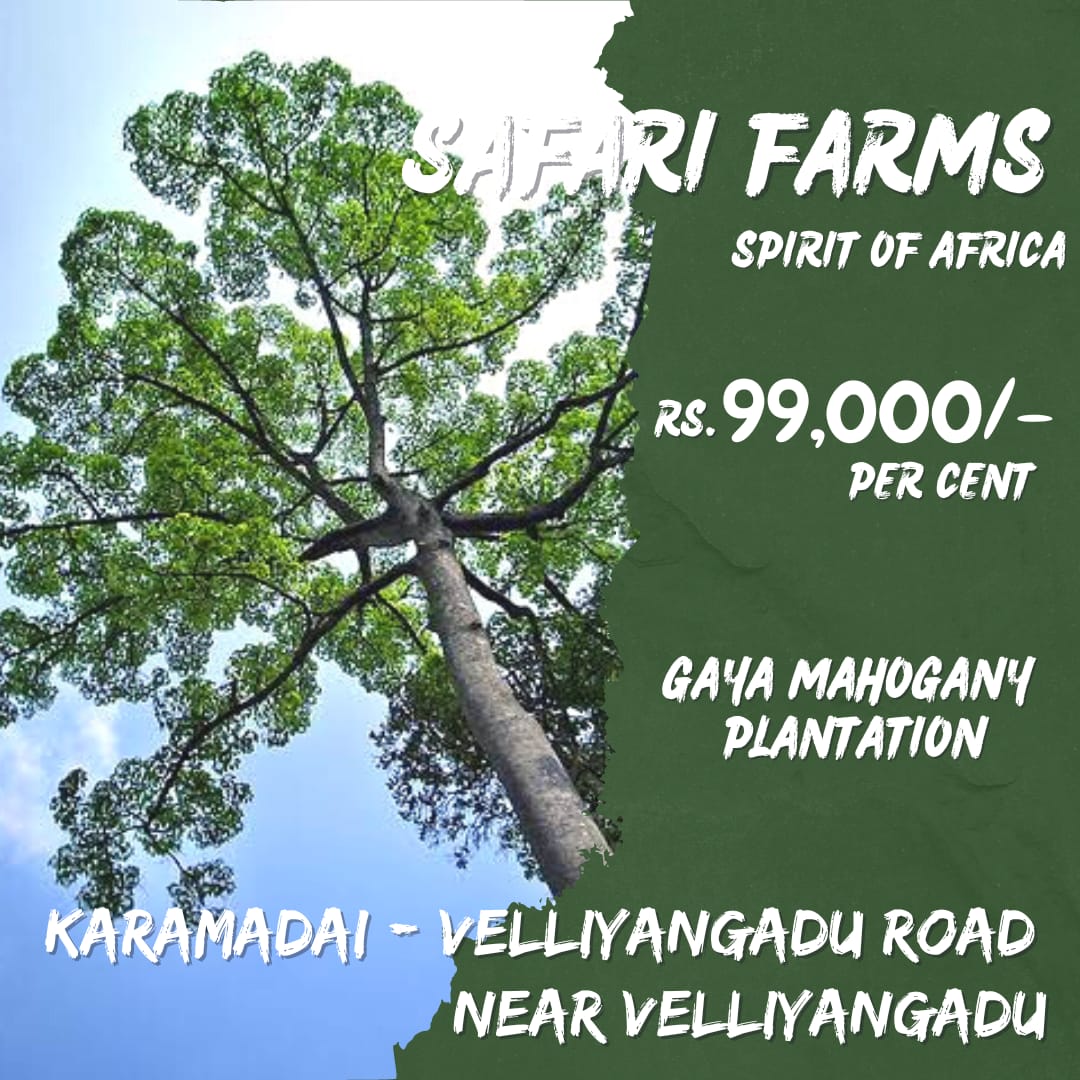 SAFARI FARMS
SPIRIT OF AFRICA
RS. 99,000/-
PER CENT
GAYA MAHOGANY
PLANTATION
KARAMADAI - VELLIYANGADU ROAD
NEAR VELLIYANGADU